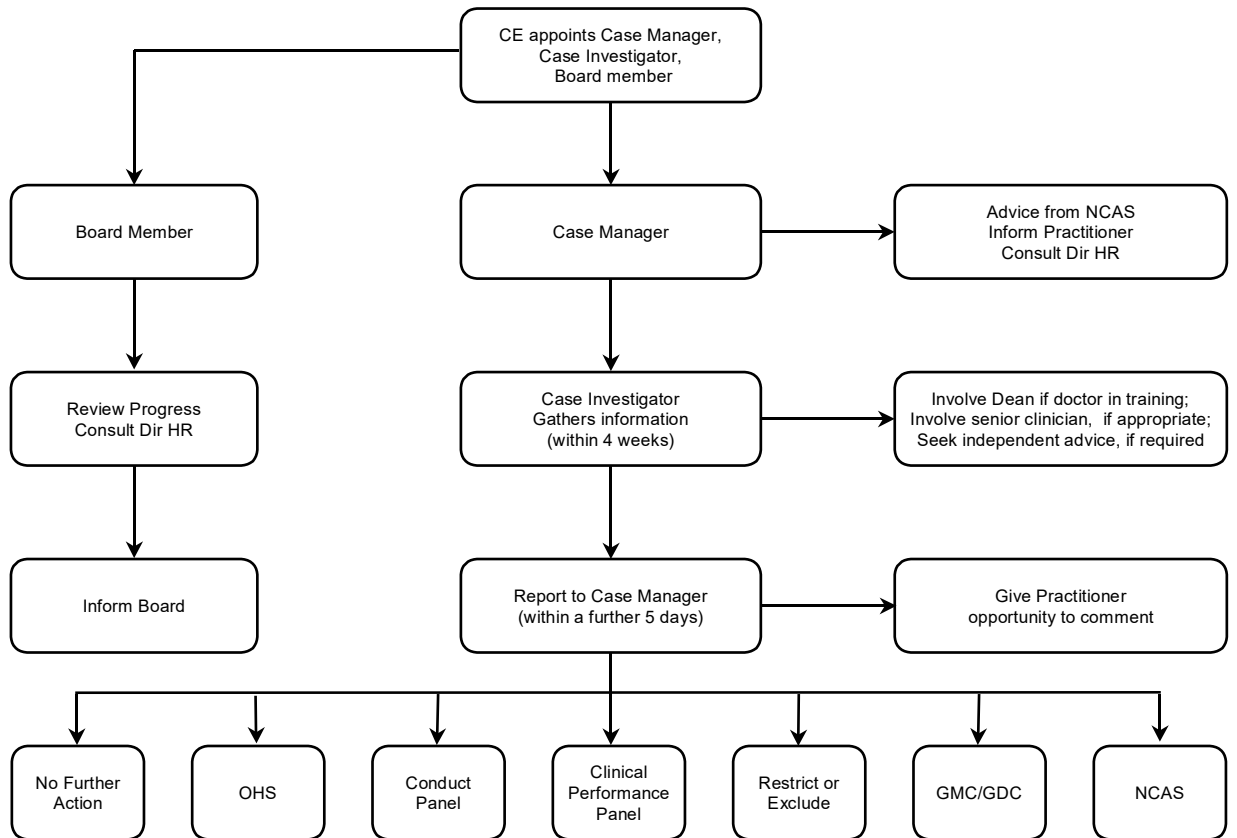 CE appoints Case Manager,
Case Investigator,
Board member
Board Member
Case Manager
Advice from NCAS
Inform Practitioner
Consult Dir HR
Review Progress
Consult Dir HR
Case Investigator
Gathers information
(within 4 weeks)
Involve Dean if doctor in training;
Involve senior clinician, if appropriate;
Seek independent advice, if required
Inform Board
Report to Case Manager
(within a further 5 days)
Give Practitioner
opportunity to comment
No Further
Action
OHS
Conduct
Panel
Clinical
Performance
Panel
Restrict or
Exclude
GMC/GDC
NCAS